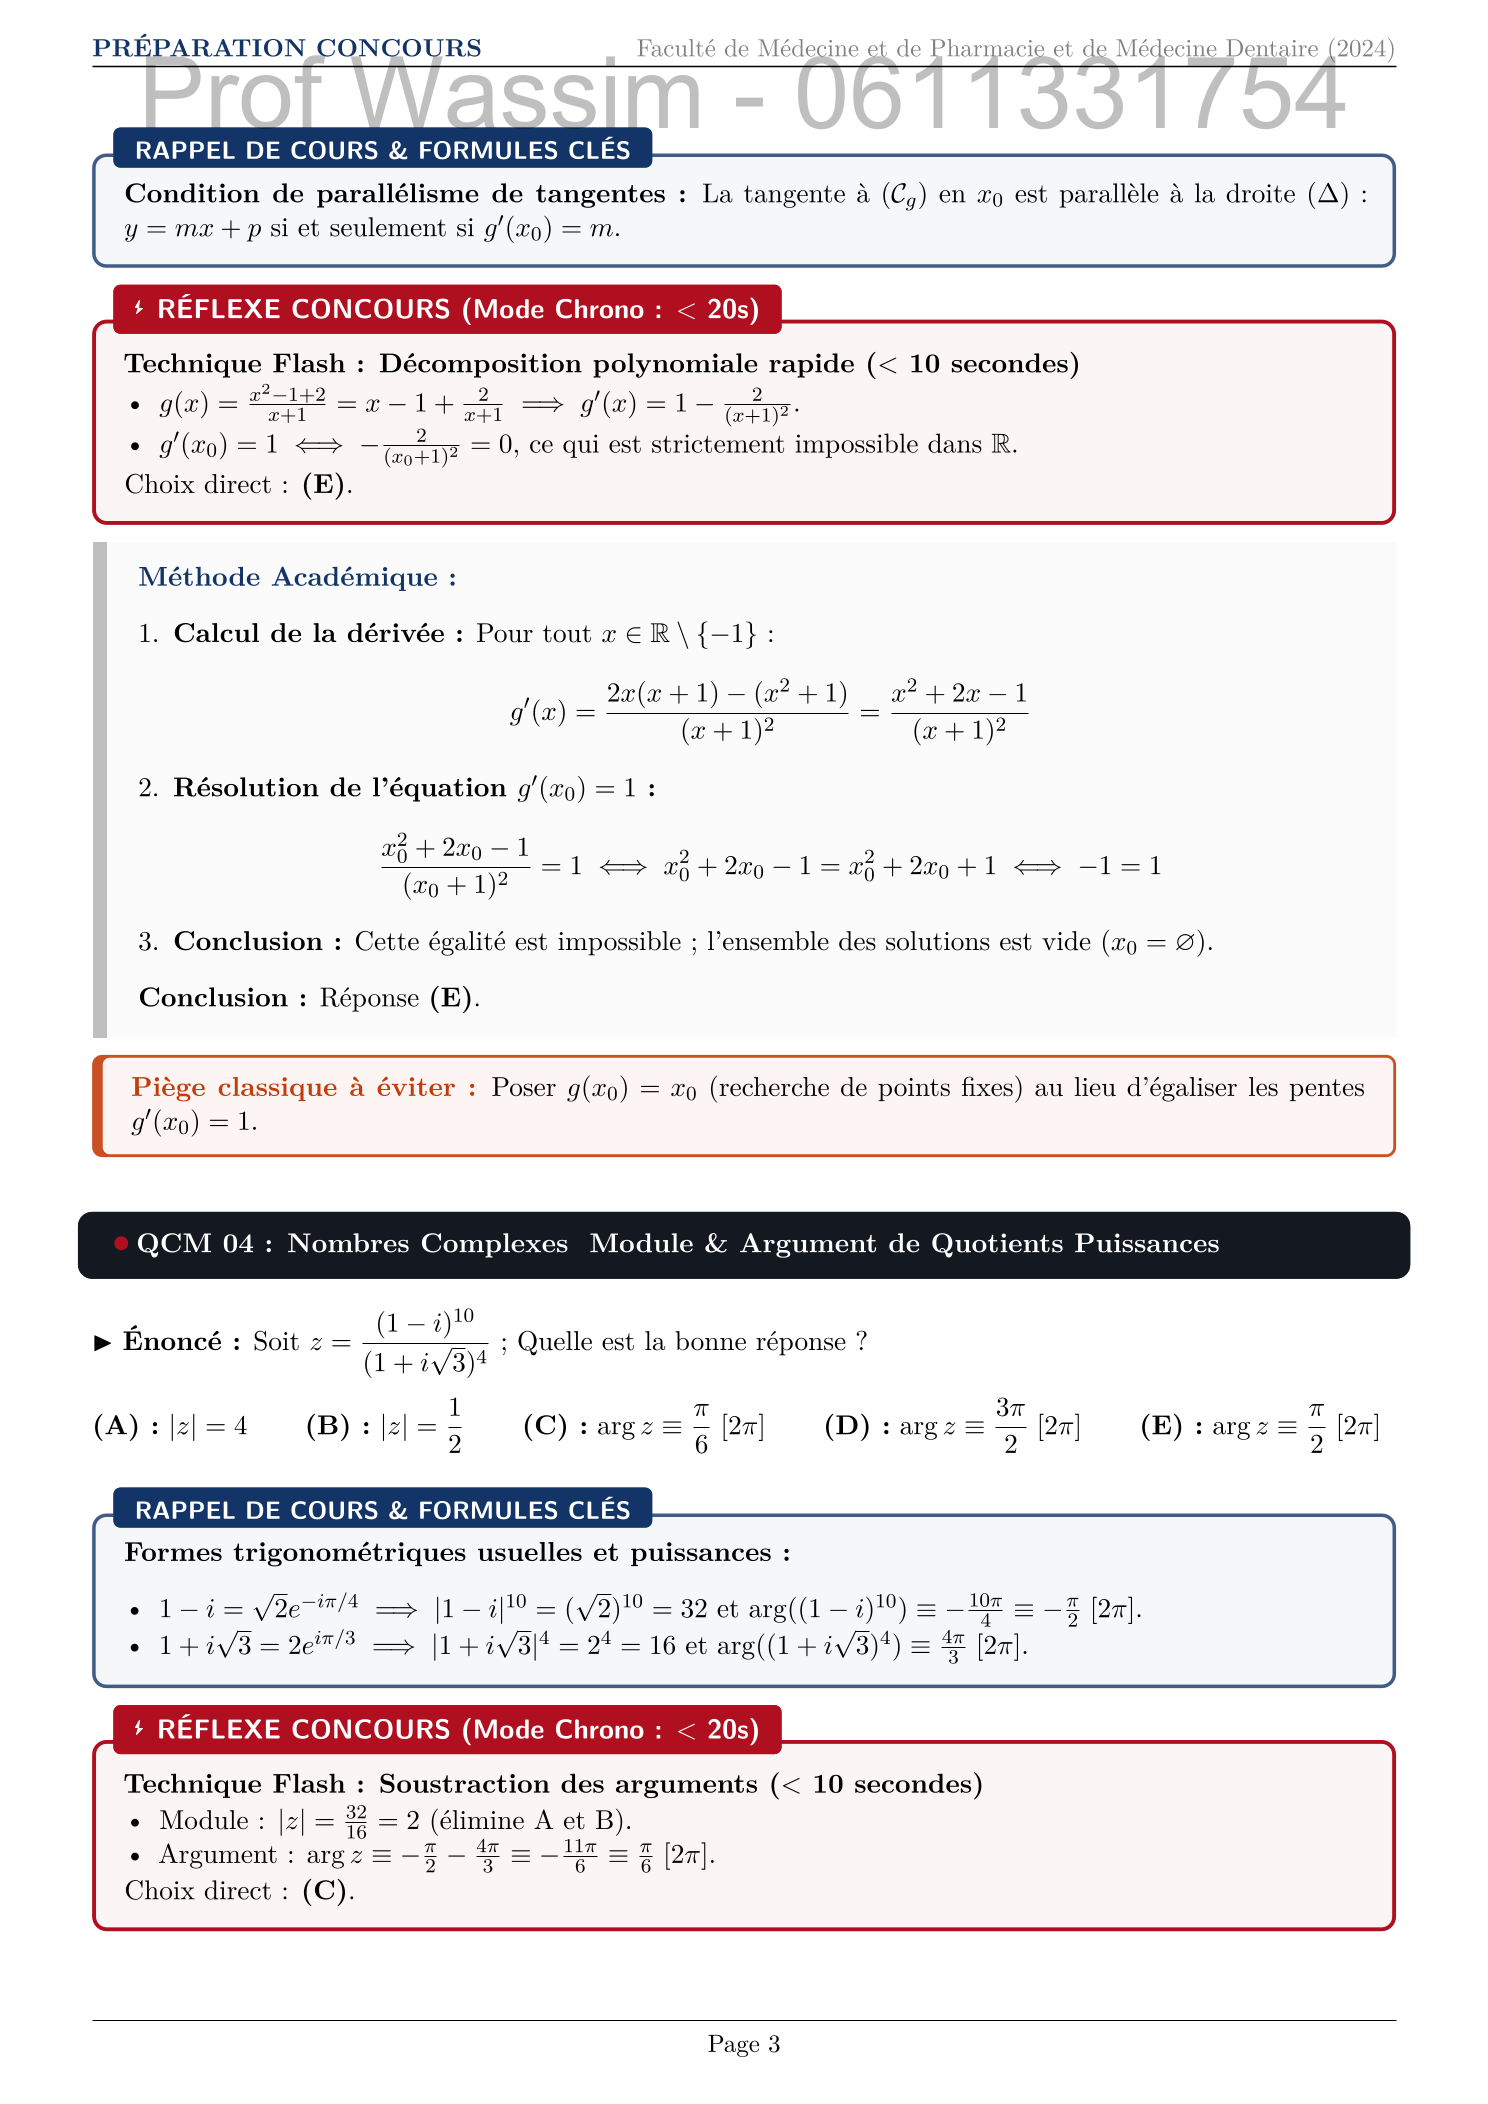 PRÉPARATION CONCOURS Faculté de Médecine et de Pharmacie et de Médecine Dentaire (2024)
Prof Wassim - 0611331754
RAPPEL DE COURS & FORMULES CLÉS
Condition de parallélisme de tangentes : La tangente à (𝒞_g) en x₀ est parallèle à la droite (Δ) :
y = mx + p si et seulement si g′(x₀) = m.
RÉFLEXE CONCOURS (Mode Chrono : < 20s)
Technique Flash : Décomposition polynomiale rapide (< 10 secondes)
• g(x) = (x²−1+2)/(x+1) = x − 1 + 2/(x+1) ⟹ g′(x) = 1 − 2/(x+1)².
• g′(x₀) = 1 ⟺ −2/(x₀+1)² = 0, ce qui est strictement impossible dans ℝ.
Choix direct : (E).
Méthode Académique :
1. Calcul de la dérivée : Pour tout x ∈ ℝ \ {−1} :
g′(x) = (2x(x + 1) − (x² + 1))/(x + 1)² = (x² + 2x − 1)/(x + 1)²
2. Résolution de l'équation g′(x₀) = 1 :
(x₀² + 2x₀ − 1)/(x₀ + 1)² = 1 ⟺ x₀² + 2x₀ − 1 = x₀² + 2x₀ + 1 ⟺ −1 = 1
3. Conclusion : Cette égalité est impossible ; l'ensemble des solutions est vide (x₀ = ∅).
Conclusion : Réponse (E).
Piège classique à éviter : Poser g(x₀) = x₀ (recherche de points fixes) au lieu d'égaliser les pentes
g′(x₀) = 1.
● QCM 04 : Nombres Complexes Module & Argument de Quotients Puissances
▶ Énoncé : Soit z = (1 − i)¹⁰/(1 + i√3)⁴ ; Quelle est la bonne réponse ?
(A) : |z| = 4 (B) : |z| = 1/2 (C) : arg z ≡ π/6 [2π] (D) : arg z ≡ 3π/2 [2π] (E) : arg z ≡ π/2 [2π]
RAPPEL DE COURS & FORMULES CLÉS
Formes trigonométriques usuelles et puissances :
• 1 − i = √2e^(−iπ/4) ⟹ |1 − i|¹⁰ = (√2)¹⁰ = 32 et arg((1 − i)¹⁰) ≡ −10π/4 ≡ −π/2 [2π].
• 1 + i√3 = 2e^(iπ/3) ⟹ |1 + i√3|⁴ = 2⁴ = 16 et arg((1 + i√3)⁴) ≡ 4π/3 [2π].
RÉFLEXE CONCOURS (Mode Chrono : < 20s)
Technique Flash : Soustraction des arguments (< 10 secondes)
• Module : |z| = 32/16 = 2 (élimine A et B).
• Argument : arg z ≡ −π/2 − 4π/3 ≡ −11π/6 ≡ π/6 [2π].
Choix direct : (C).
Page 3